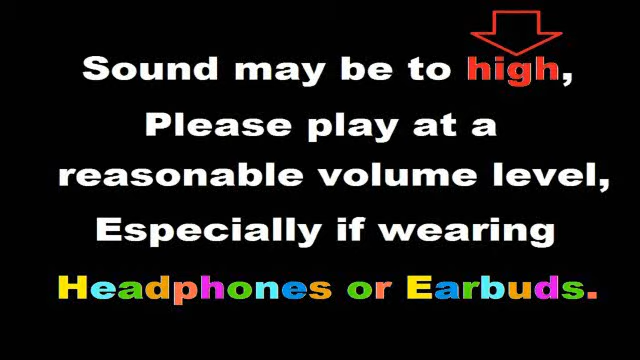 Sound may be to high,
Please play at a
reasonable volume level,
Especially if wearing
Headphones or Earbuds.